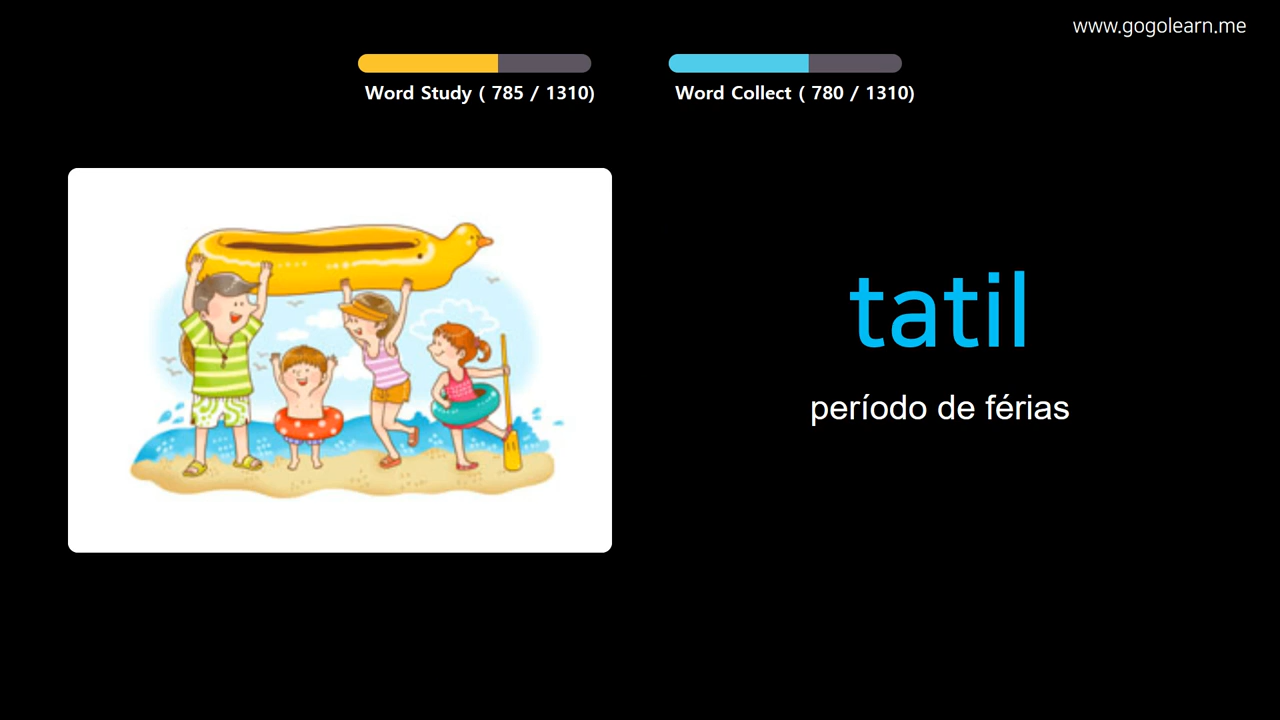 www.gogolearn.me
Word Study ( 785 / 1310)
Word Collect ( 780 / 1310)
tatil
período de férias